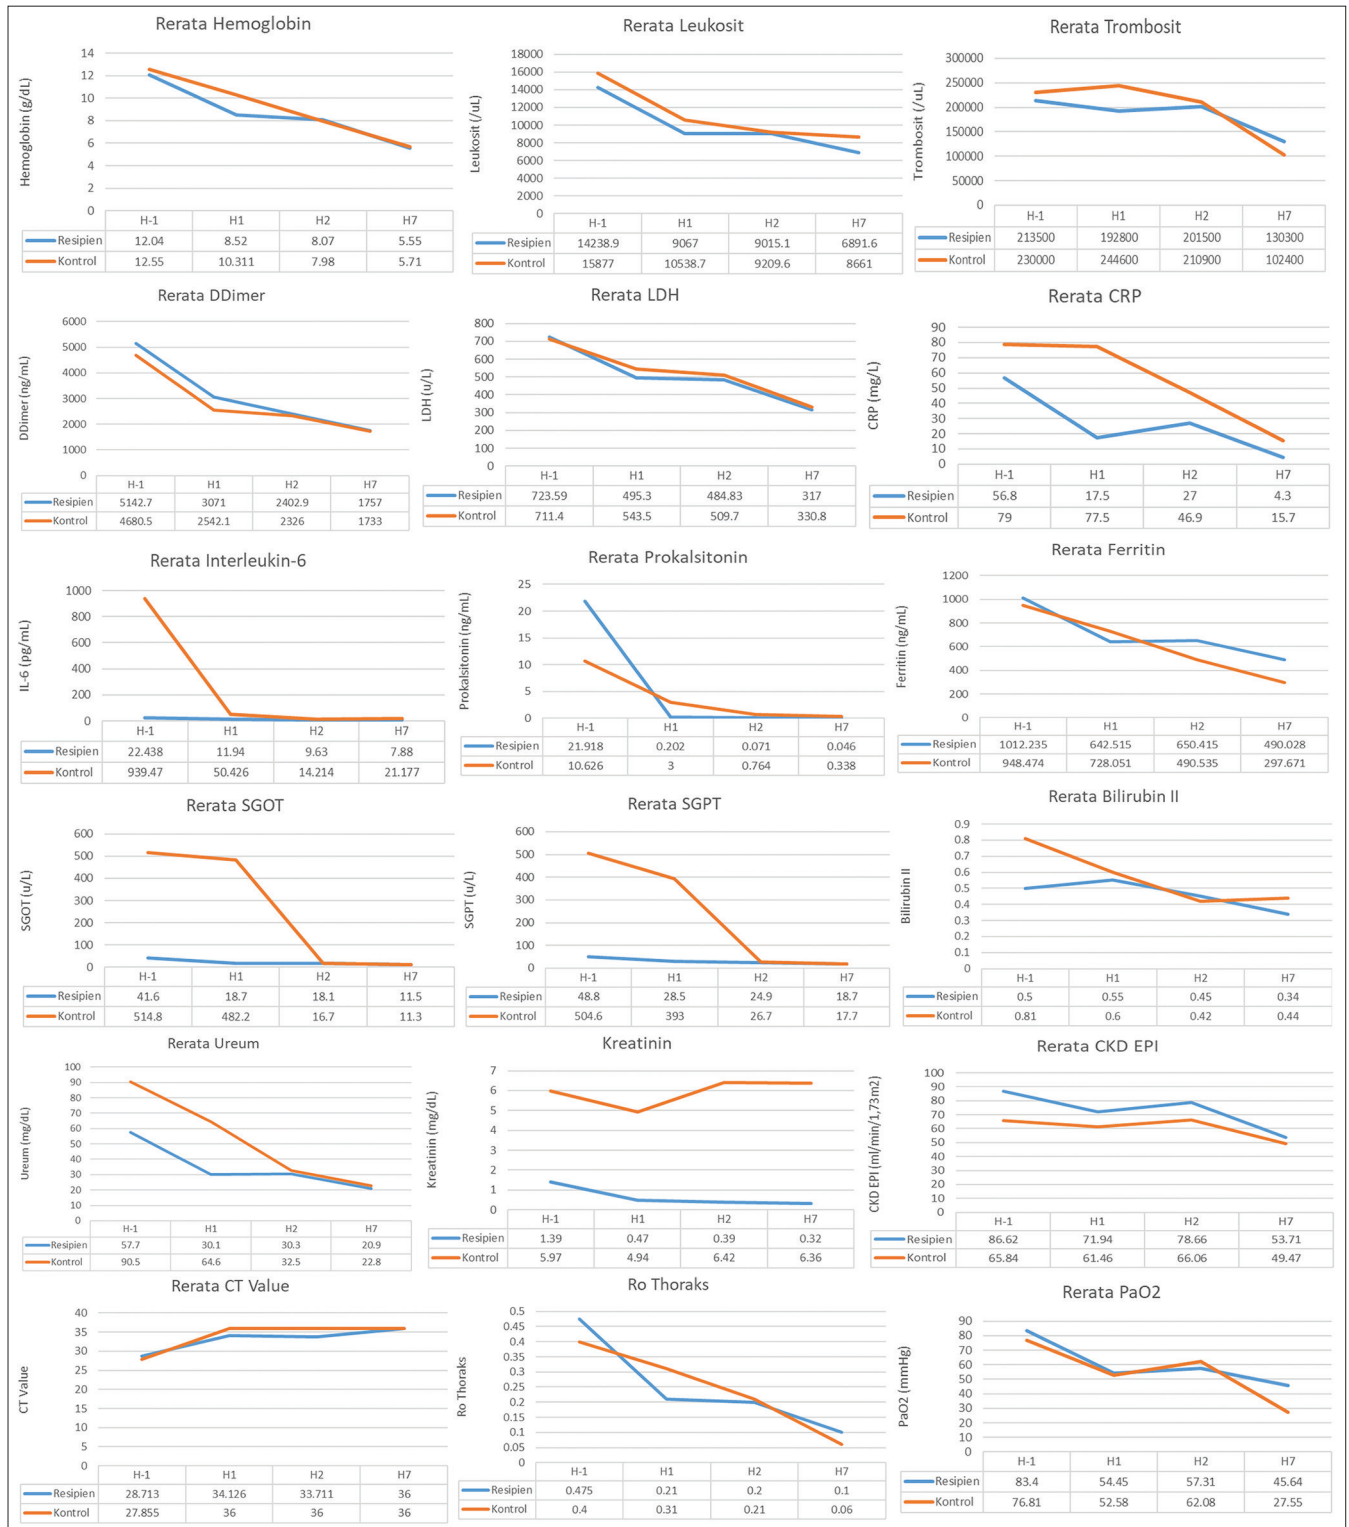 Rerata Hemoglobin
Hemoglobin (g/dL)
14
12
10
8
6
4
2
0
H-1 H1 H2 H7
Resipien 12.04 8.52 8.07 5.55
Kontrol 12.55 10.311 7.98 5.71
Rerata Leukosit
Leukosit (/uL)
18000
16000
14000
12000
10000
8000
6000
4000
2000
0
H-1 H1 H2 H7
Resipien 14238.9 9067 9015.1 6891.6
Kontrol 15877 10538.7 9209.6 8661
Rerata Trombosit
Trombosit (/uL)
300000
250000
200000
150000
100000
50000
0
H-1 H1 H2 H7
Resipien 213500 192800 201500 130300
Kontrol 230000 244600 210900 102400
Rerata DDimer
DDimer (ng/mL)
6000
5000
4000
3000
2000
1000
0
H-1 H1 H2 H7
Resipien 5142.7 3071 2402.9 1757
Kontrol 4680.5 2542.1 2326 1733
Rerata LDH
LDH (u/L)
800
700
600
500
400
300
200
100
0
H-1 H1 H2 H7
Resipien 723.59 495.3 484.83 317
Kontrol 711.4 543.5 509.7 330.8
Rerata CRP
CRP (mg/L)
90
80
70
60
50
40
30
20
10
0
H-1 H1 H2 H7
Resipien 56.8 17.5 27 4.3
Kontrol 79 77.5 46.9 15.7
Rerata Interleukin-6
IL-6 (pg/mL)
1000
800
600
400
200
0
H-1 H1 H2 H7
Resipien 22.438 11.94 9.63 7.88
Kontrol 939.47 50.426 14.214 21.177
Rerata Prokalsitonin
Prokalsitonin (ng/mL)
25
20
15
10
5
0
H-1 H1 H2 H7
Resipien 21.918 0.202 0.071 0.046
Kontrol 10.626 3 0.764 0.338
Rerata Ferritin
Ferritin (ng/mL)
1200
1000
800
600
400
200
0
H-1 H1 H2 H7
Resipien 1012.235 642.515 650.415 490.028
Kontrol 948.474 728.051 490.535 297.671
Rerata SGOT
SGOT (u/L)
600
500
400
300
200
100
0
H-1 H1 H2 H7
Resipien 41.6 18.7 18.1 11.5
Kontrol 514.8 482.2 16.7 11.3
Rerata SGPT
SGPT (u/L)
600
500
400
300
200
100
0
H-1 H1 H2 H7
Resipien 48.8 28.5 24.9 18.7
Kontrol 504.6 393 26.7 17.7
Rerata Bilirubin II
Bilirubin II
0.9
0.8
0.7
0.6
0.5
0.4
0.3
0.2
0.1
0
H-1 H1 H2 H7
Resipien 0.5 0.55 0.45 0.34
Kontrol 0.81 0.6 0.42 0.44
Rerata Ureum
Ureum (mg/dL)
100
90
80
70
60
50
40
30
20
10
0
H-1 H1 H2 H7
Resipien 57.7 30.1 30.3 20.9
Kontrol 90.5 64.6 32.5 22.8
Kreatinin
Kreatinin (mg/dL)
7
6
5
4
3
2
1
0
H-1 H1 H2 H7
Resipien 1.39 0.47 0.39 0.32
Kontrol 5.97 4.94 6.42 6.36
Rerata CKD EPI
CKD EPI (ml/min/1,73m2)
100
90
80
70
60
50
40
30
20
10
0
H-1 H1 H2 H7
Resipien 86.62 71.94 78.66 53.71
Kontrol 65.84 61.46 66.06 49.47
Rerata CT Value
CT Value
40
35
30
25
20
15
10
5
0
H-1 H1 H2 H7
Resipien 28.713 34.126 33.711 36
Kontrol 27.855 36 36 36
Ro Thoraks
Ro Thoraks
0.5
0.45
0.4
0.35
0.3
0.25
0.2
0.15
0.1
0.05
0
H-1 H1 H2 H7
Resipien 0.475 0.21 0.2 0.1
Kontrol 0.4 0.31 0.21 0.06
Rerata PaO2
PaO2 (mmHg)
90
80
70
60
50
40
30
20
10
0
H-1 H1 H2 H7
Resipien 83.4 54.45 57.31 45.64
Kontrol 76.81 52.58 62.08 27.55